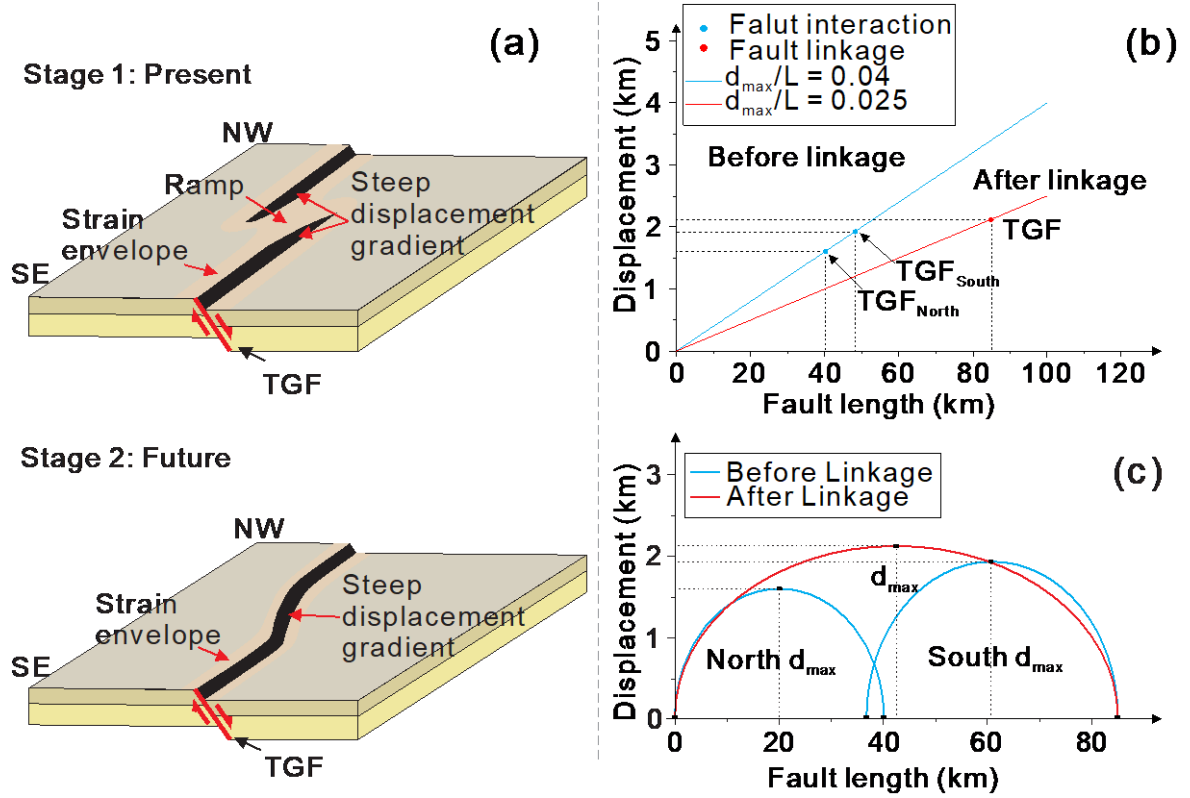 (a)
Stage 1: Present
NW
Ramp
Steep
displacement
gradient
Strain
envelope
SE
TGF
Stage 2: Future
NW
Steep
displacement
gradient
Strain
envelope
SE
TGF
(b)
Falut interaction
Fault linkage
dmax/L = 0.04
dmax/L = 0.025
Before linkage
After linkage
TGF
TGFSouth
TGFNorth
Displacement (km)
5
4
3
2
1
0
0 20 40 60 80 100 120
Fault length (km)
(c)
Before Linkage
After Linkage
dmax
North dmax
South dmax
Displacement (km)
3
2
1
0
0 20 40 60 80
Fault length (km)